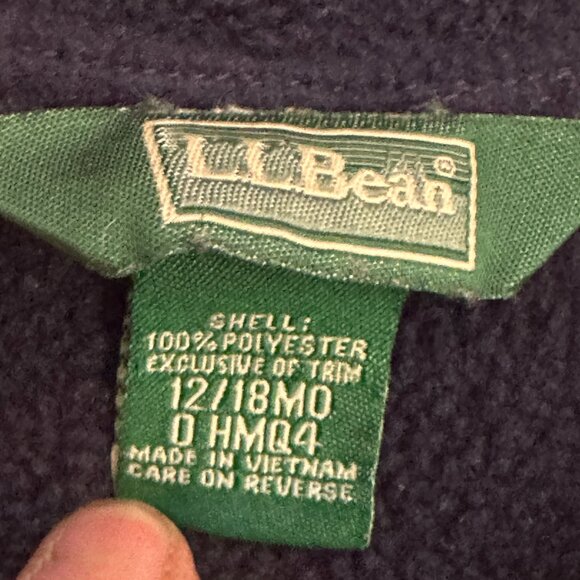 L.L.Bean®
SHELL:
100% POLYESTER
EXCLUSIVE OF TRIM
12/18MO
0 HMQ4
MADE IN VIETNAM
CARE ON REVERSE